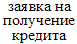 заявка на
получение
кредита